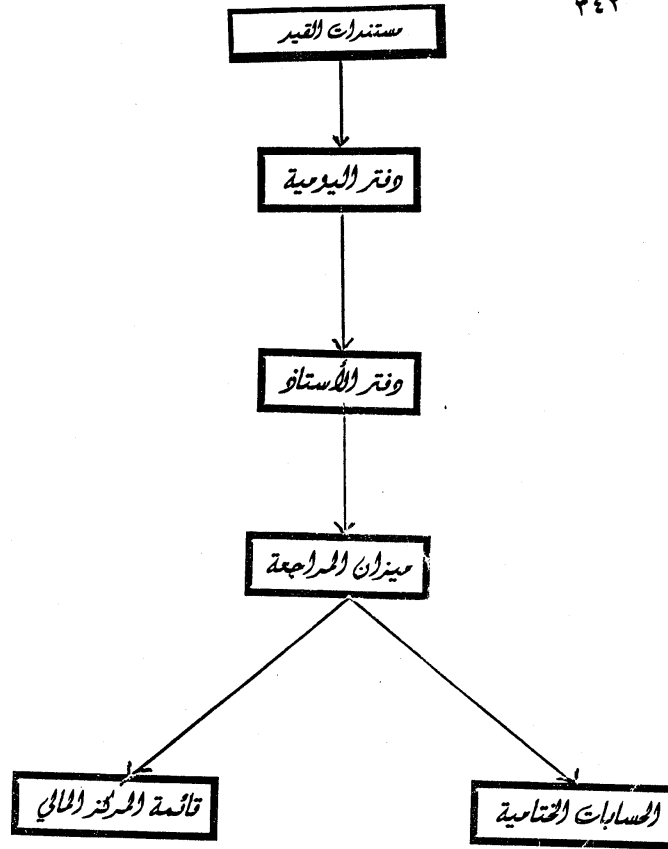 ٣٤٢
مستندات القيد
دفتر اليومية
دفتر الأستاذ
ميزان المراجعة
الحسابات الختامية
قائمة المركز المالي